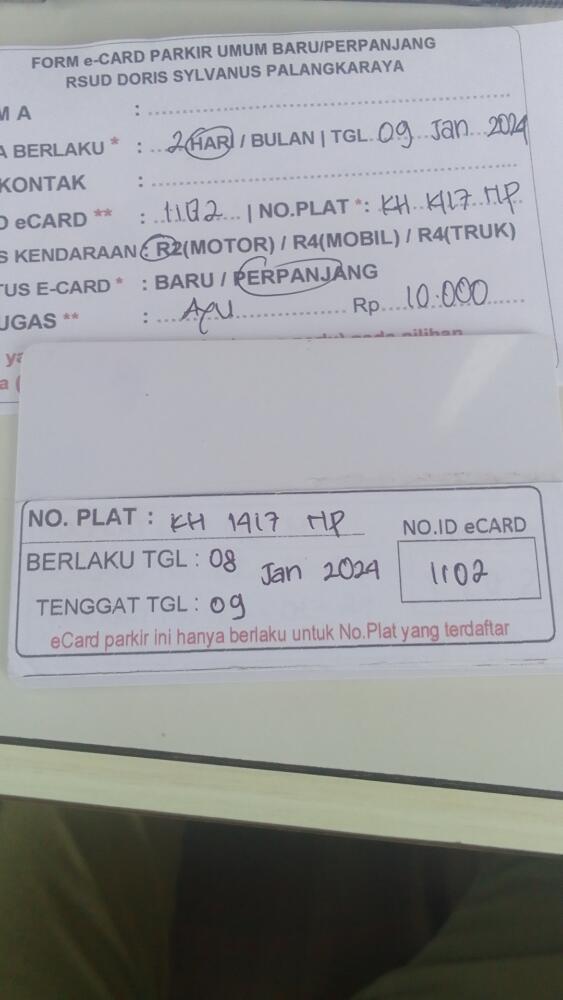 FORM e-CARD PARKIR UMUM BARU/PERPANJANG
RSUD DORIS SYLVANUS PALANGKARAYA
M A :
A BERLAKU * : 2 HARI / BULAN | TGL. 09 Jan 2024
KONTAK :
D eCARD ** : 1102 | NO.PLAT *: KH 1417 MP
S KENDARAAN : R2(MOTOR) / R4(MOBIL) / R4(TRUK)
TUS E-CARD * : BARU / PERPANJANG
UGAS ** : Ayu Rp 10.000
NO. PLAT : KH 1417 MP
NO.ID eCARD
BERLAKU TGL : 08 Jan 2024
1102
TENGGAT TGL : 09
eCard parkir ini hanya berlaku untuk No.Plat yang terdaftar